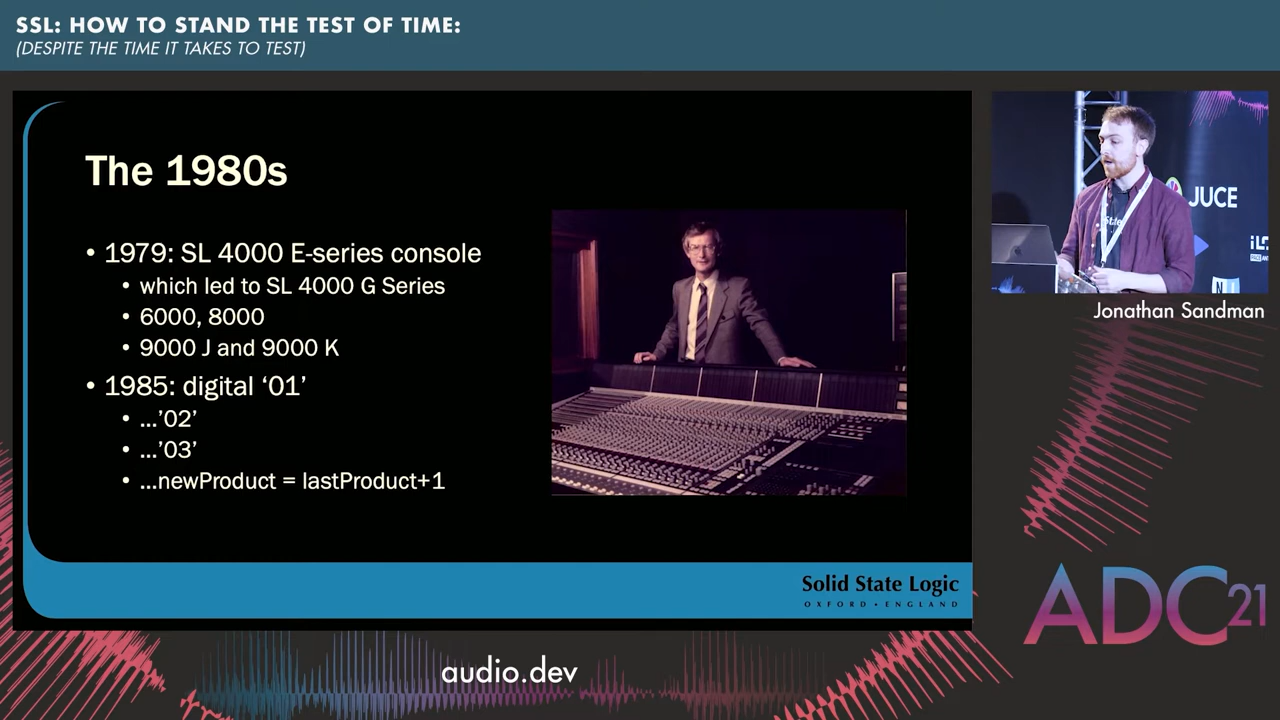 SSL: HOW TO STAND THE TEST OF TIME:
(DESPITE THE TIME IT TAKES TO TEST)
The 1980s
• 1979: SL 4000 E-series console
• which led to SL 4000 G Series
• 6000, 8000
• 9000 J and 9000 K
• 1985: digital ‘01’
• ...’02’
• ...’03’
• ...newProduct = lastProduct+1
Solid State Logic
OXFORD • ENGLAND
JUCE
Jonathan Sandman
ADC21
audio.dev